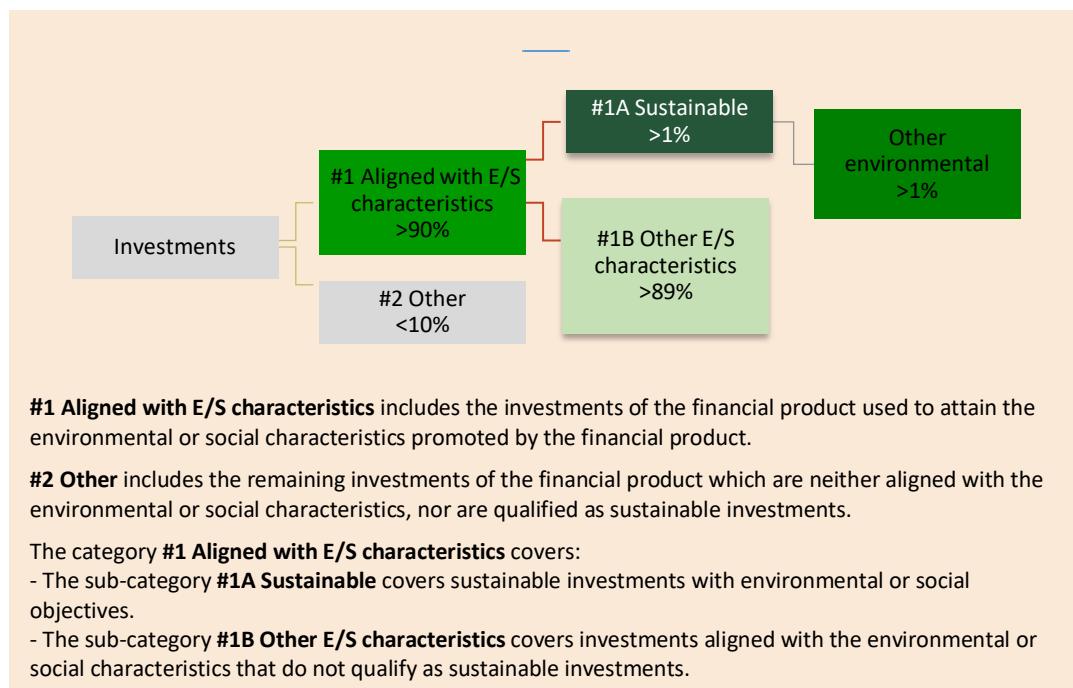 #1A Sustainable
>1%
Other
environmental
>1%
#1 Aligned with E/S
characteristics
>90%
Investments
#1B Other E/S
characteristics
>89%
#2 Other
<10%
#1 Aligned with E/S characteristics includes the investments of the financial product used to attain the
environmental or social characteristics promoted by the financial product.
#2 Other includes the remaining investments of the financial product which are neither aligned with the
environmental or social characteristics, nor are qualified as sustainable investments.
The category #1 Aligned with E/S characteristics covers:
- The sub-category #1A Sustainable covers sustainable investments with environmental or social
objectives.
- The sub-category #1B Other E/S characteristics covers investments aligned with the environmental or
social characteristics that do not qualify as sustainable investments.